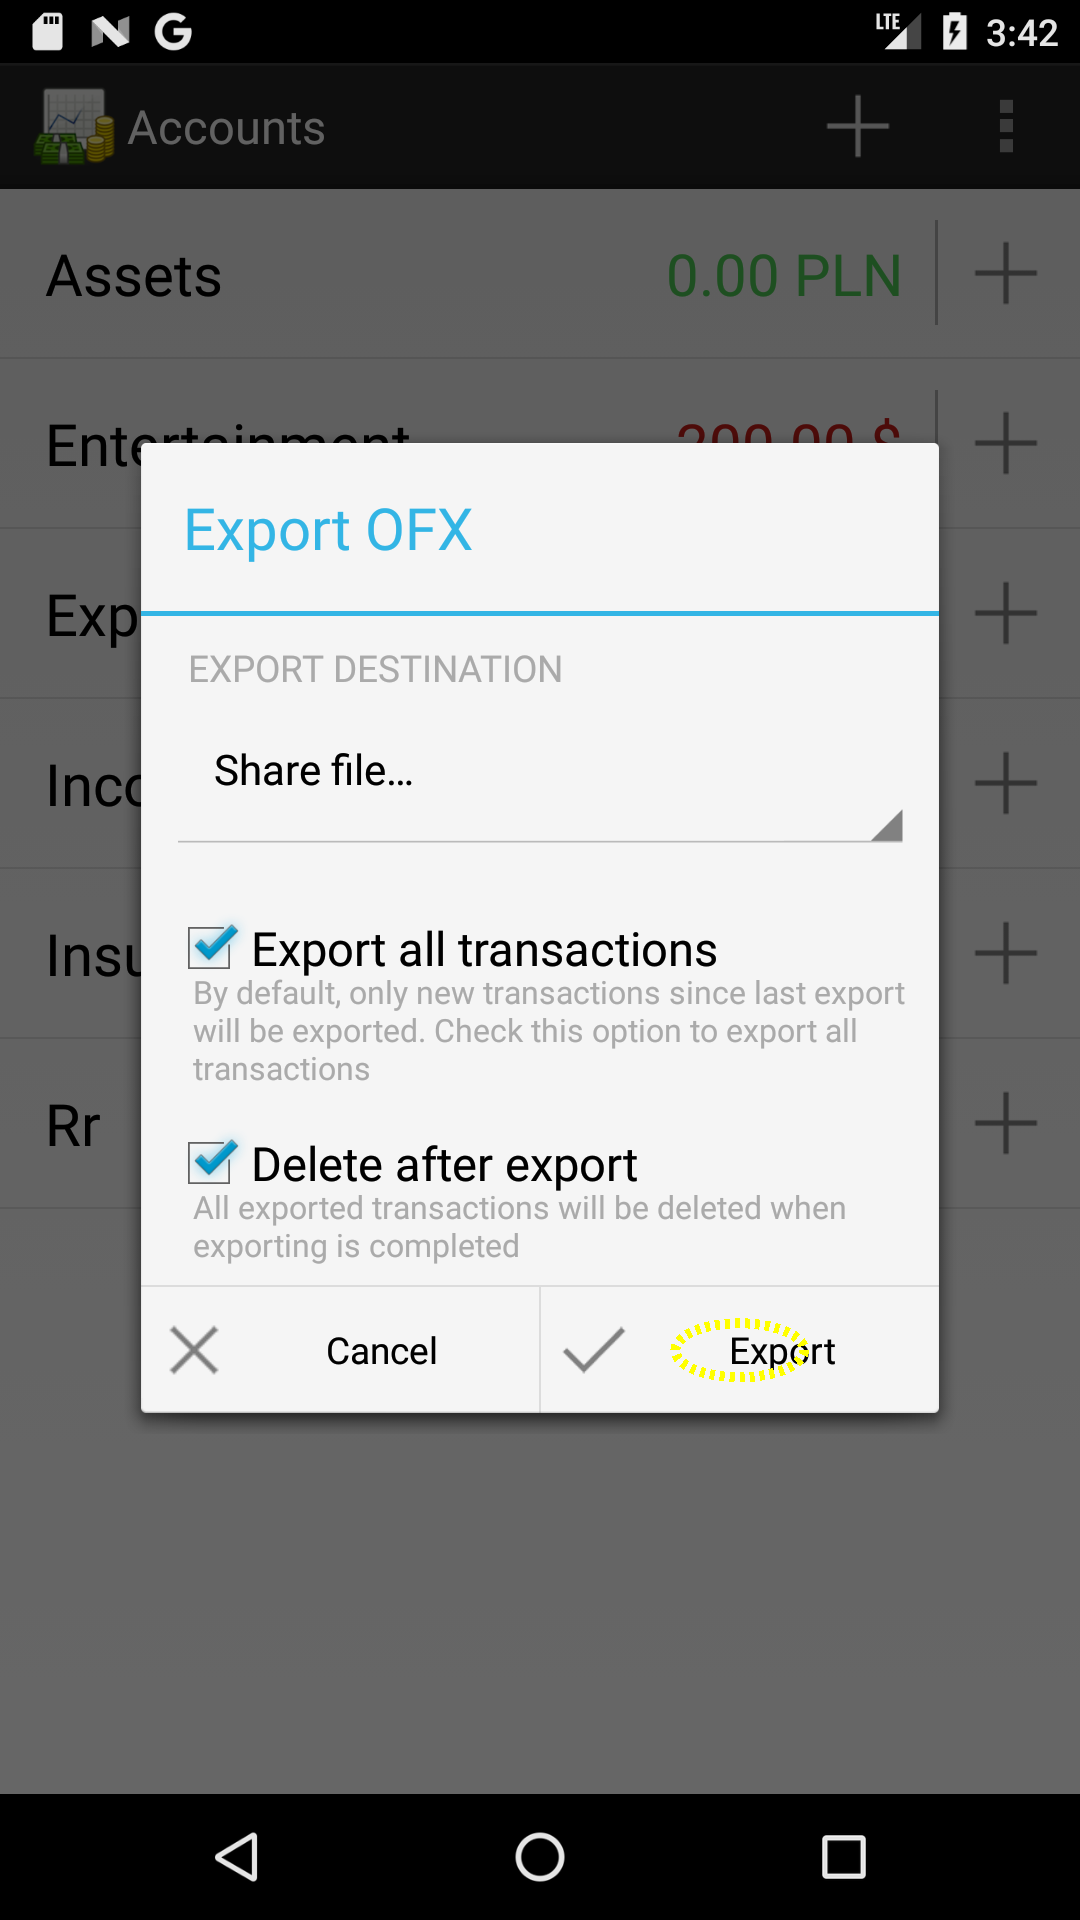 LTE 3:42
Accounts
Assets 0.00 PLN
Entertainment 200.00 $
Exp
Export OFX
EXPORT DESTINATION
Share file...
Inco
Export all transactions
Insu
By default, only new transactions since last export
will be exported. Check this option to export all
transactions
Rr
Delete after export
All exported transactions will be deleted when
exporting is completed
Cancel Export